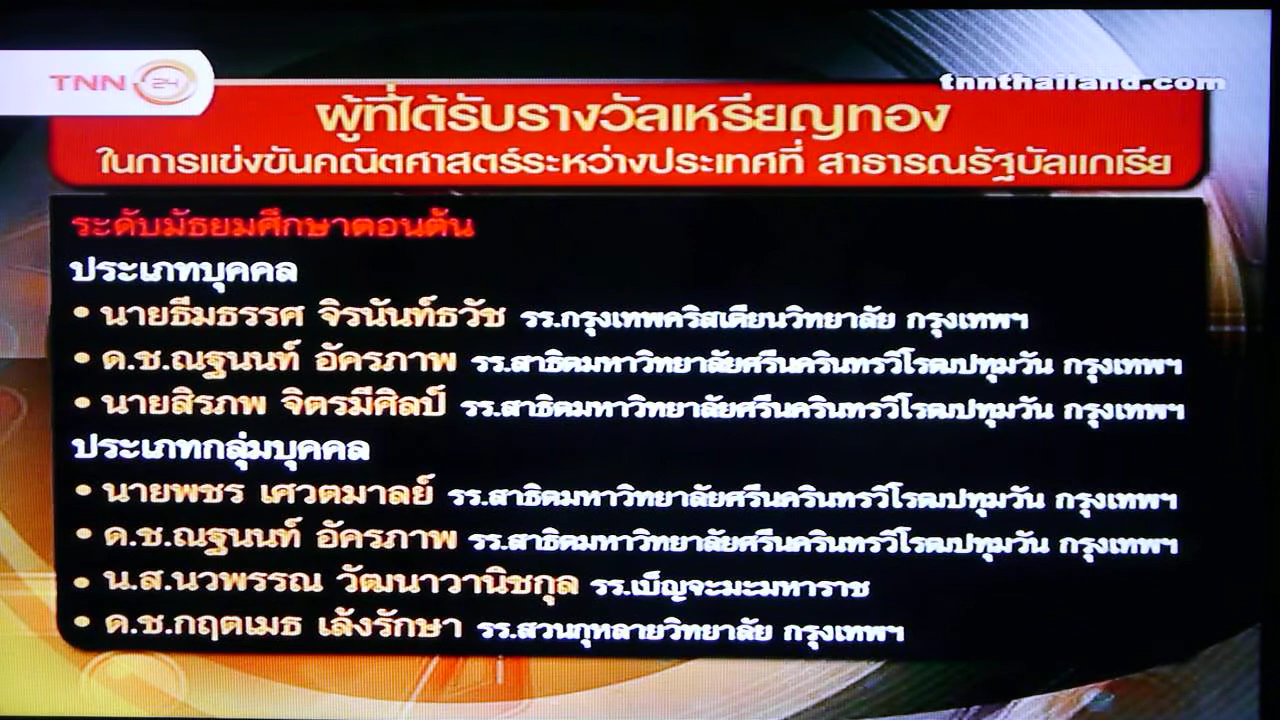 TNN 24
tnnthailand.com
ผู้ที่ได้รับรางวัลเหรียญทอง
ในการแข่งขันคณิตศาสตร์ระหว่างประเทศที่ สาธารณรัฐบัลแกเรีย
ระดับมัธยมศึกษาตอนต้น
ประเภทบุคคล
• นายธีมธรรศ จิรนันท์ธวัช รร.กรุงเทพคริสเตียนวิทยาลัย กรุงเทพฯ
• ด.ช.ณฐนนท์ อัครภาพ รร.สาธิตมหาวิทยาลัยศรีนครินทรวิโรฒปทุมวัน กรุงเทพฯ
• นายสิรภพ จิตรมีศิลป์ รร.สาธิตมหาวิทยาลัยศรีนครินทรวิโรฒปทุมวัน กรุงเทพฯ
ประเภทกลุ่มบุคคล
• นายพชร เศวตมาลย์ รร.สาธิตมหาวิทยาลัยศรีนครินทรวิโรฒปทุมวัน กรุงเทพฯ
• ด.ช.ณฐนนท์ อัครภาพ รร.สาธิตมหาวิทยาลัยศรีนครินทรวิโรฒปทุมวัน กรุงเทพฯ
• น.ส.นวพรรณ วัฒนาวานิชกุล รร.เบ็ญจะมะมหาราช
• ด.ช.กฤตเมธ เล้งรักษา รร.สวนกุหลายวิทยาลัย กรุงเทพฯ